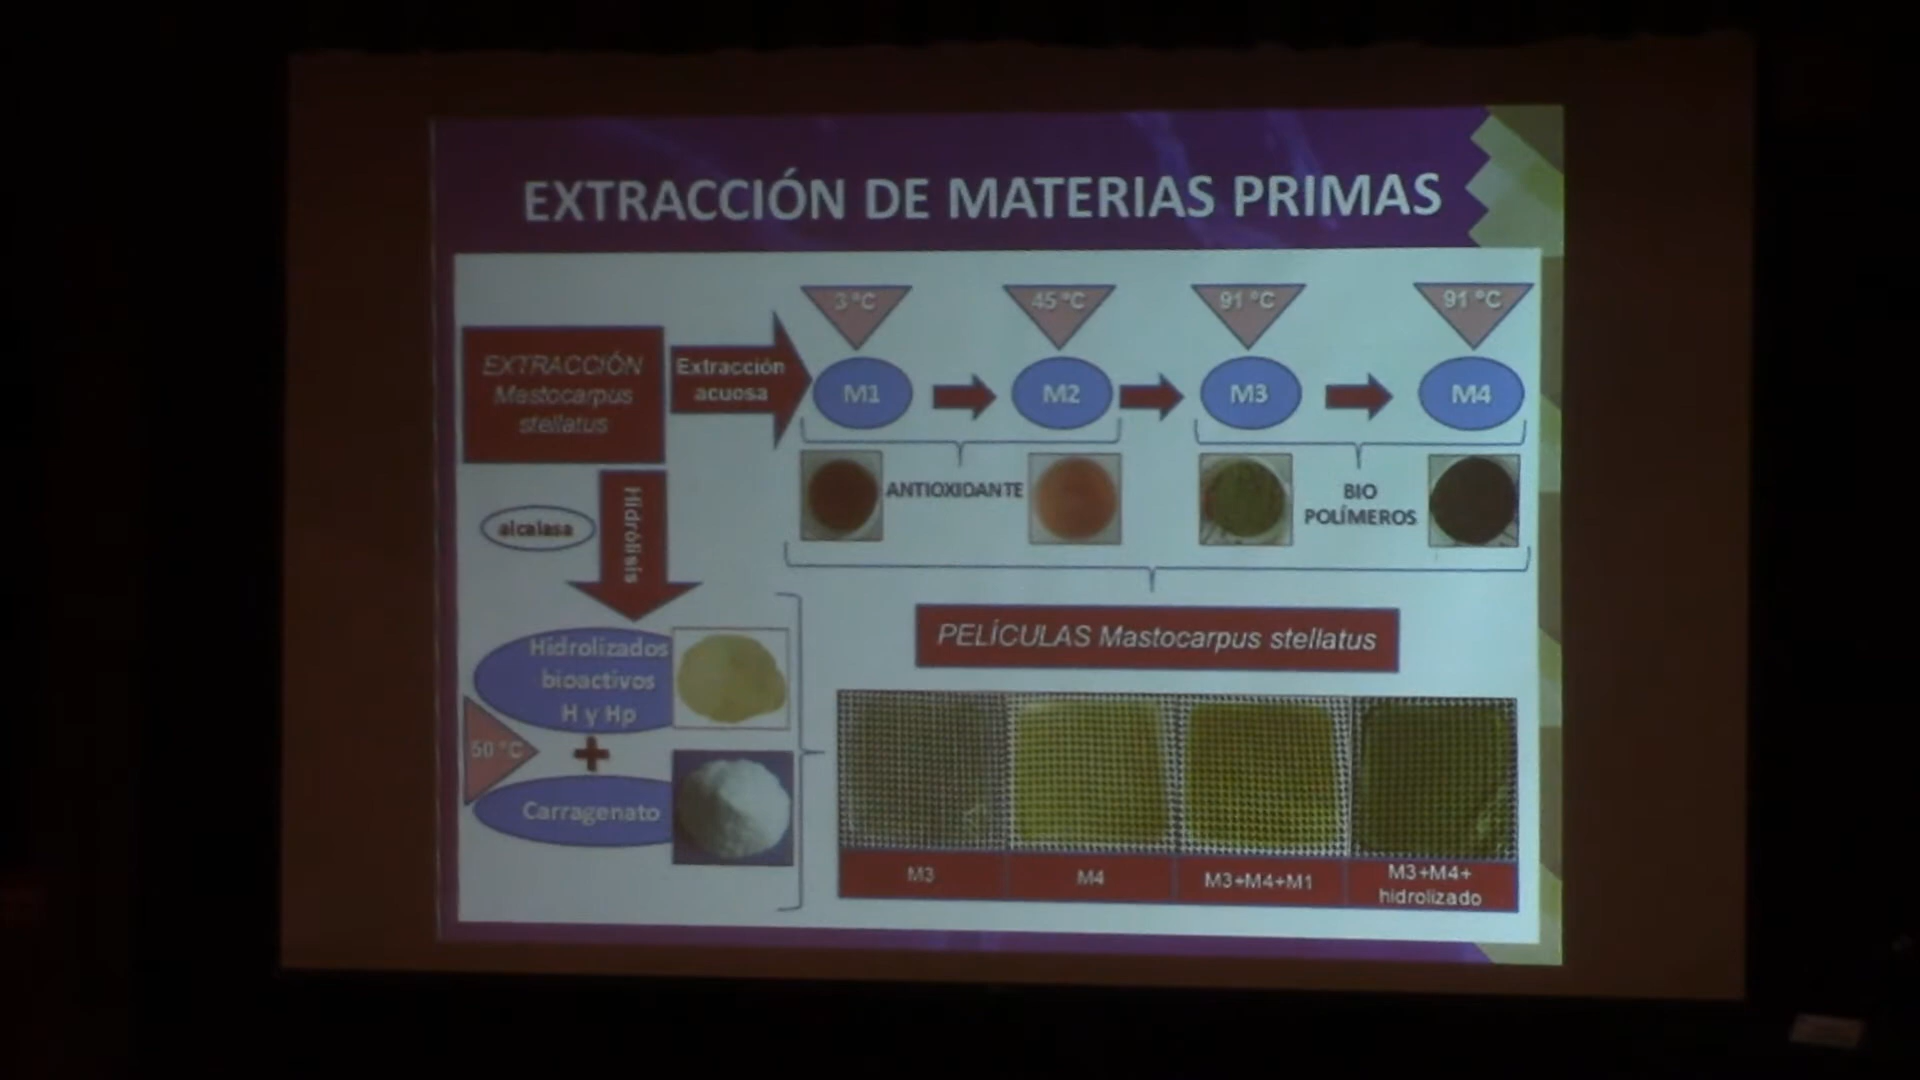 EXTRACCIÓN DE MATERIAS PRIMAS
3 °C
45 °C
91 °C
91 °C
EXTRACCIÓN
Mastocarpus
stellatus
Extracción
acuosa
M1
M2
M3
M4
ANTIOXIDANTE
BIO
POLÍMEROS
alcalasa
Hidrólisis
PELÍCULAS Mastocarpus stellatus
Hidrolizados
bioactivos
H y Hp
50 °C
+
Carragenato
M3
M4
M3+M4+M1
M3+M4+
hidrolizado